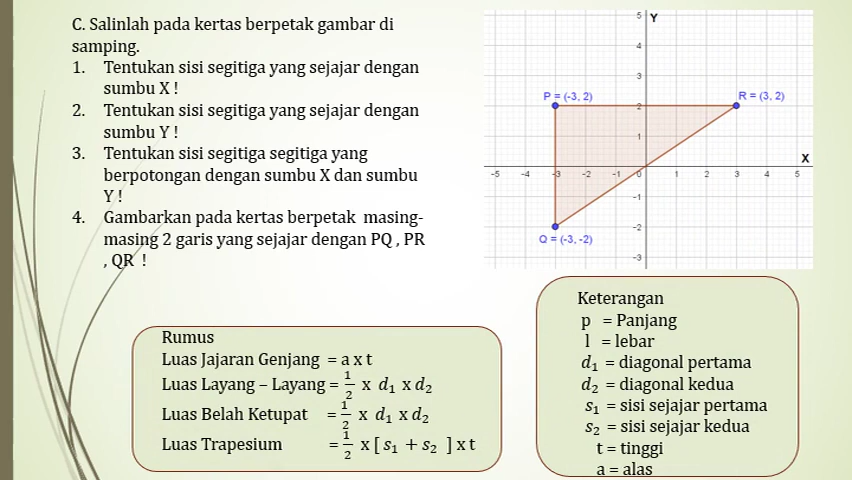 C. Salinlah pada kertas berpetak gambar di
samping.
1. Tentukan sisi segitiga yang sejajar dengan
sumbu X !
2. Tentukan sisi segitiga yang sejajar dengan
sumbu Y !
3. Tentukan sisi segitiga segitiga yang
berpotongan dengan sumbu X dan sumbu
Y !
4. Gambarkan pada kertas berpetak masing-
masing 2 garis yang sejajar dengan PQ , PR
, QR !
Y
5
4
3
P = (-3, 2)
R = (3, 2)
2
1
X
-5 -4 -3 -2 -1 0 1 2 3 4 5
-1
-2
Q = (-3, -2)
-3
Rumus
Luas Jajaran Genjang = a x t
Luas Layang – Layang = 1/2 x d₁ x d₂
Luas Belah Ketupat = 1/2 x d₁ x d₂
Luas Trapesium = 1/2 x [ s₁ + s₂ ] x t
Keterangan
p = Panjang
l = lebar
d₁ = diagonal pertama
d₂ = diagonal kedua
s₁ = sisi sejajar pertama
s₂ = sisi sejajar kedua
t = tinggi
a = alas